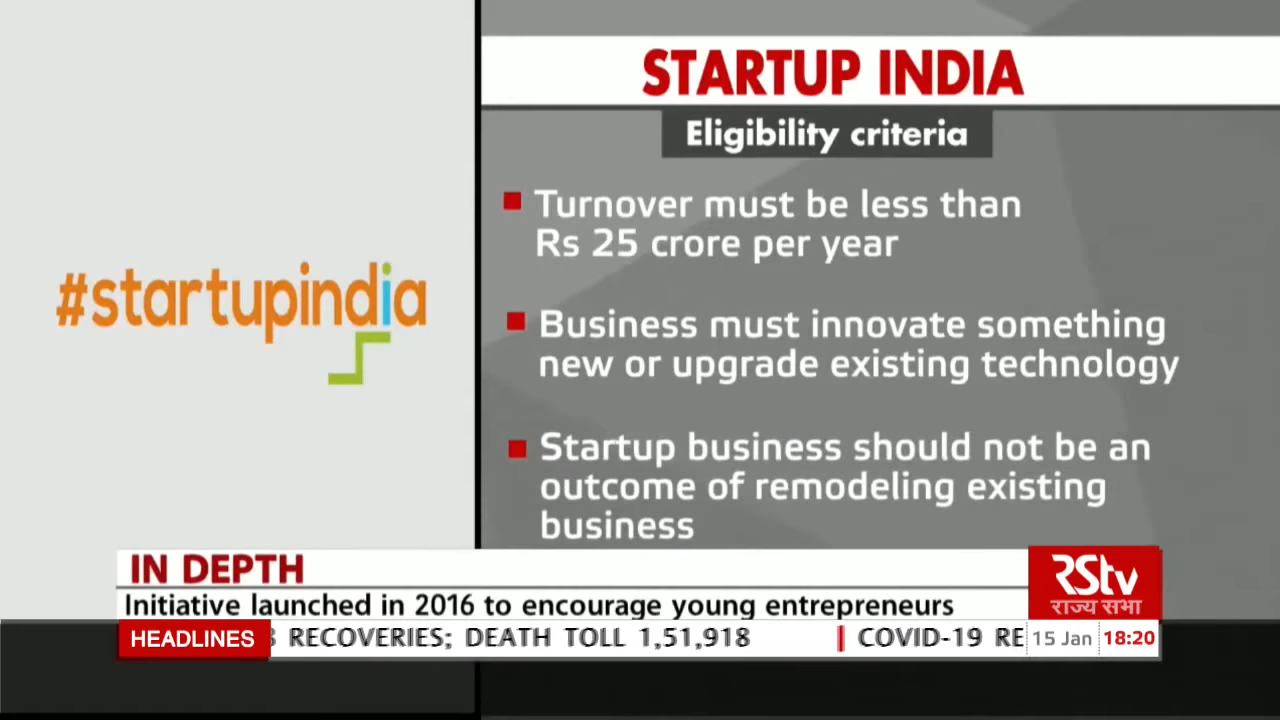 STARTUP INDIA
Eligibility criteria
Turnover must be less than
Rs 25 crore per year
Business must innovate something
new or upgrade existing technology
Startup business should not be an
outcome of remodeling existing
business
#startupindia
IN DEPTH
Initiative launched in 2016 to encourage young entrepreneurs
RStv
राज्य सभा
HEADLINES
RECOVERIES; DEATH TOLL 1,51,918 | COVID-19 RE
15 Jan 18:20